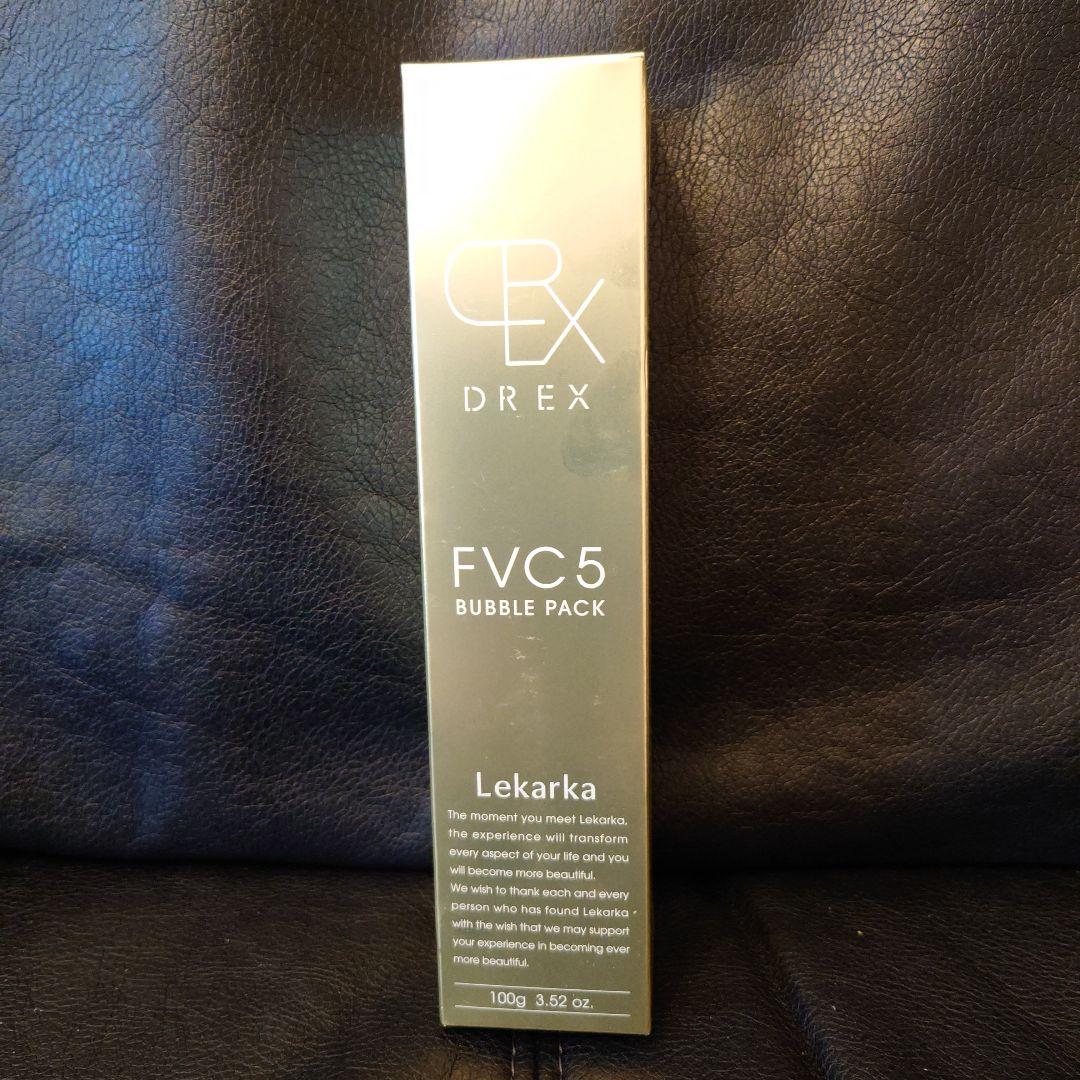 DREX
FVC5
BUBBLE PACK
Lekarka
The moment you meet Lekarka,
the experience will transform
every aspect of your life and you
will become more beautiful.
We wish to thank each and every
person who has found Lekarka
with the wish that we may support
your experience in becoming ever
more beautiful.
100g 3.52 oz.